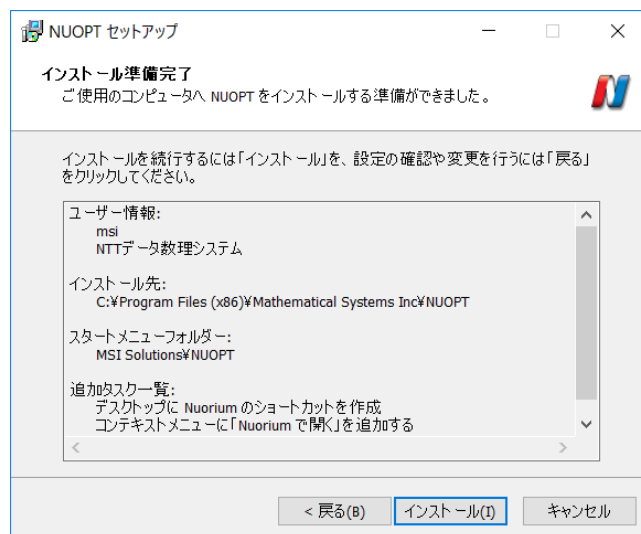 NUOPT セットアップ
インストール準備完了
ご使用のコンピュータへ NUOPT をインストールする準備ができました。
インストールを続行するには「インストール」を、設定の確認や変更を行うには「戻る」
をクリックしてください。
ユーザー情報:
msi
NTTデータ数理システム
インストール先:
C:¥Program Files (x86)¥Mathematical Systems Inc¥NUOPT
スタートメニューフォルダー:
MSI Solutions¥NUOPT
追加タスク一覧:
デスクトップに Nuorium のショートカットを作成
コンテキストメニューに「Nuorium で開く」を追加する
< 戻る(B) インストール(I) キャンセル